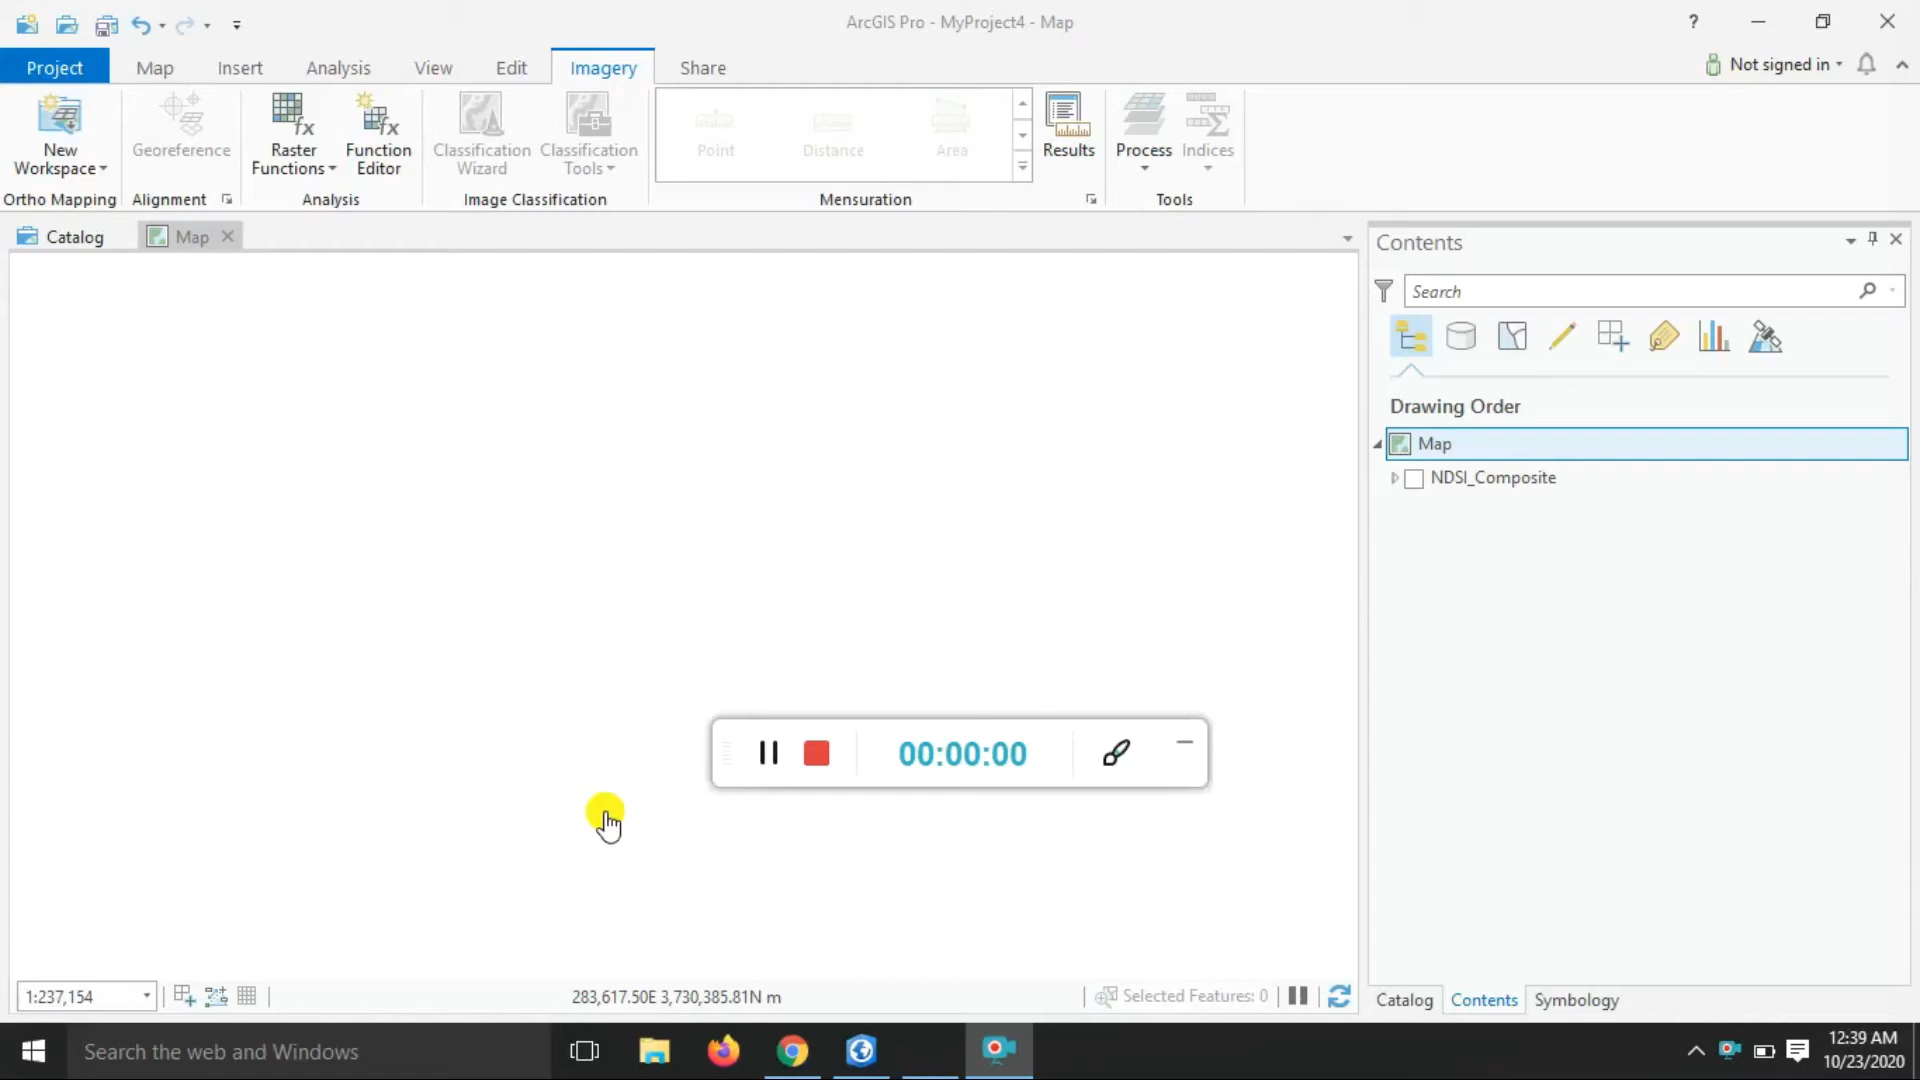 ArcGIS Pro - MyProject4 - Map
?
Project
Map
Insert
Analysis
View
Edit
Imagery
Share
Not signed in
New
Workspace
Georeference
Raster
Functions
Function
Editor
Classification
Wizard
Classification
Tools
Point
Distance
Area
Results
Process
Indices
Ortho Mapping
Alignment
Analysis
Image Classification
Mensuration
Tools
Catalog
Map
Contents
Search
Drawing Order
Map
NDSI_Composite
00:00:00
1:237,154
283,617.50E 3,730,385.81N m
Selected Features: 0
Catalog
Contents
Symbology
Search the web and Windows
12:39 AM
10/23/2020